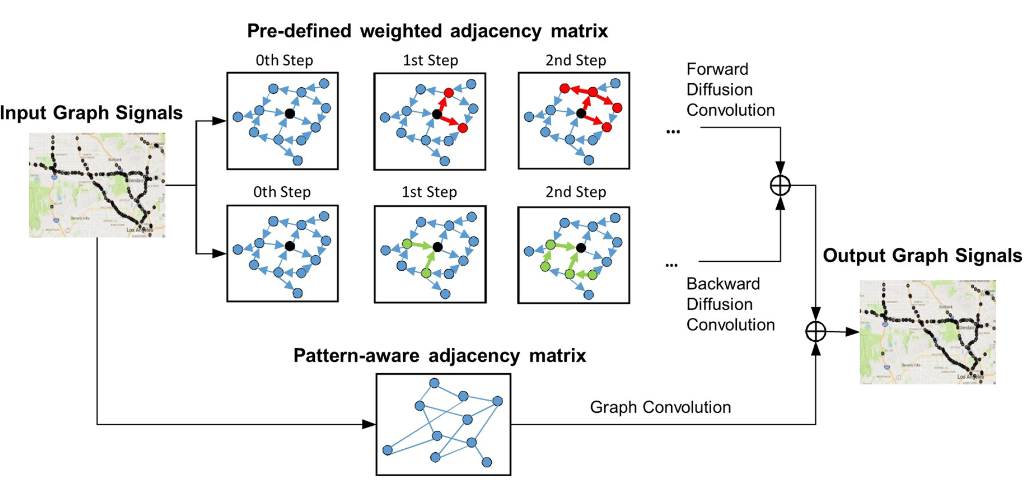 Pre-defined weighted adjacency matrix
0th Step
1st Step
2nd Step
Forward
Diffusion
Convolution
Input Graph Signals
...
0th Step
1st Step
2nd Step
...
Backward
Diffusion
Convolution
Output Graph Signals
Pattern-aware adjacency matrix
Graph Convolution